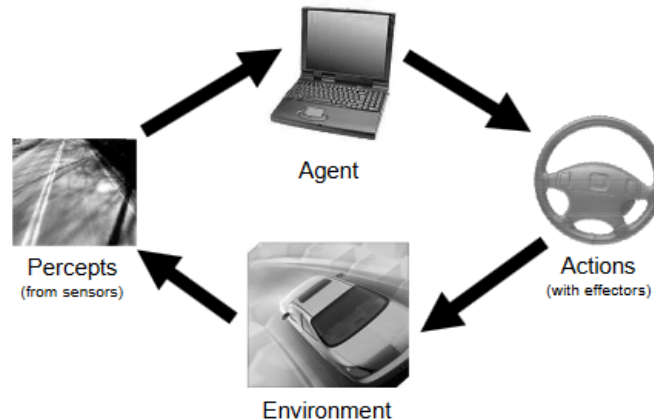 Agent
Percepts
(from sensors)
Actions
(with effectors)
Environment